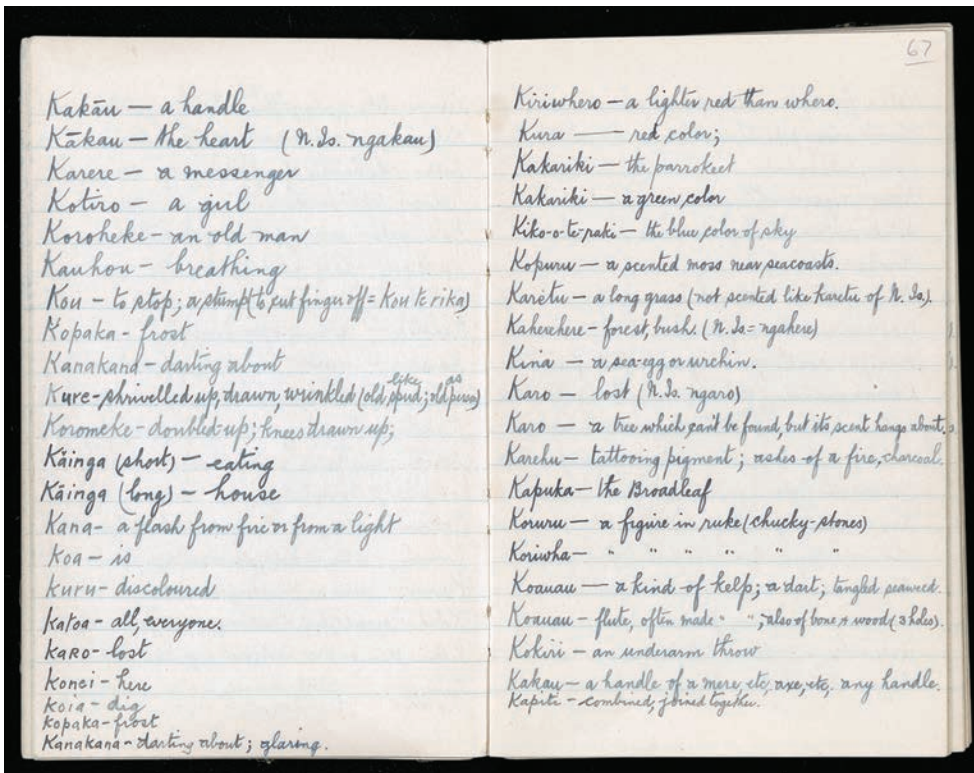 Kakāu — a handle
Kākau — the heart (N.Is. ngakau)
Karere — a messenger
Kotiro — a girl
Koroheke - an old man
Kauhou - breathing
Kou - to stop; a stump (to cut finger off = kou te rika)
Kopaka - frost
Kanakana - darting about
Kure - shrivelled up, drawn, wrinkled (old like spud; old as person)
Koromeke - doubled-up; knees drawn up;
Kāinga (short) - eating
Kāinga (long) - house
Kana - a flash from fire or from a light
Koa - is
Kuru - discoloured
Katoa - all, everyone.
Karo - lost
Konei - here
Koia - dig
Kopaka - frost
Kanakana - darting about; glaring.
67
Kiriwhero - a lighter red than whero.
Kura — red color;
Kakariki - the parrokeet
Kakariki - a green color
Kiko-o-te-raki - the blue color of sky
Kopuru - a scented moss near seacoasts.
Karetu - a long grass (not scented like karetu of N. Is.).
Kaherehere - forest, bush. (N. Is = ngahere)
Kina - a sea-egg or urchin.
Karo - lost (N. Is. ngaro)
Karo - a tree which can't be found, but its scent hangs about.
Karehu - tattooing pigment; ashes of a fire, charcoal.
Kapuka - the Broadleaf
Koruru - a figure in ruke (chucky-stones)
Koriwha - " " " " " "
Koauau — a kind of kelp; a dart; tangled seaweed.
Koauau - flute, often made " "; also of bone & wood (3 holes).
Kokiri - an underarm throw
Kakau - a handle of a mere, etc, axe, etc. any handle.
Kapiti - combined, joined together.